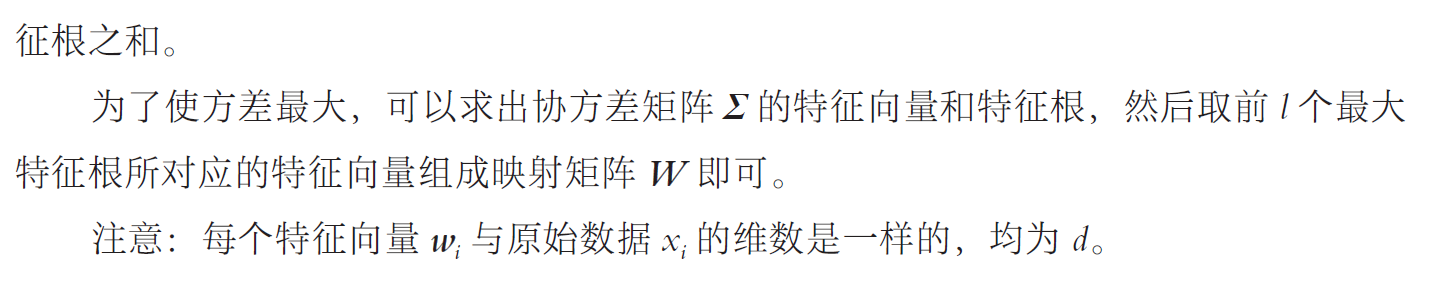 征根之和。
为了使方差最大，可以求出协方差矩阵 Σ 的特征向量和特征根，然后取前 l 个最大
特征根所对应的特征向量组成映射矩阵 W 即可。
注意：每个特征向量 wᵢ 与原始数据 xᵢ 的维数是一样的，均为 d。